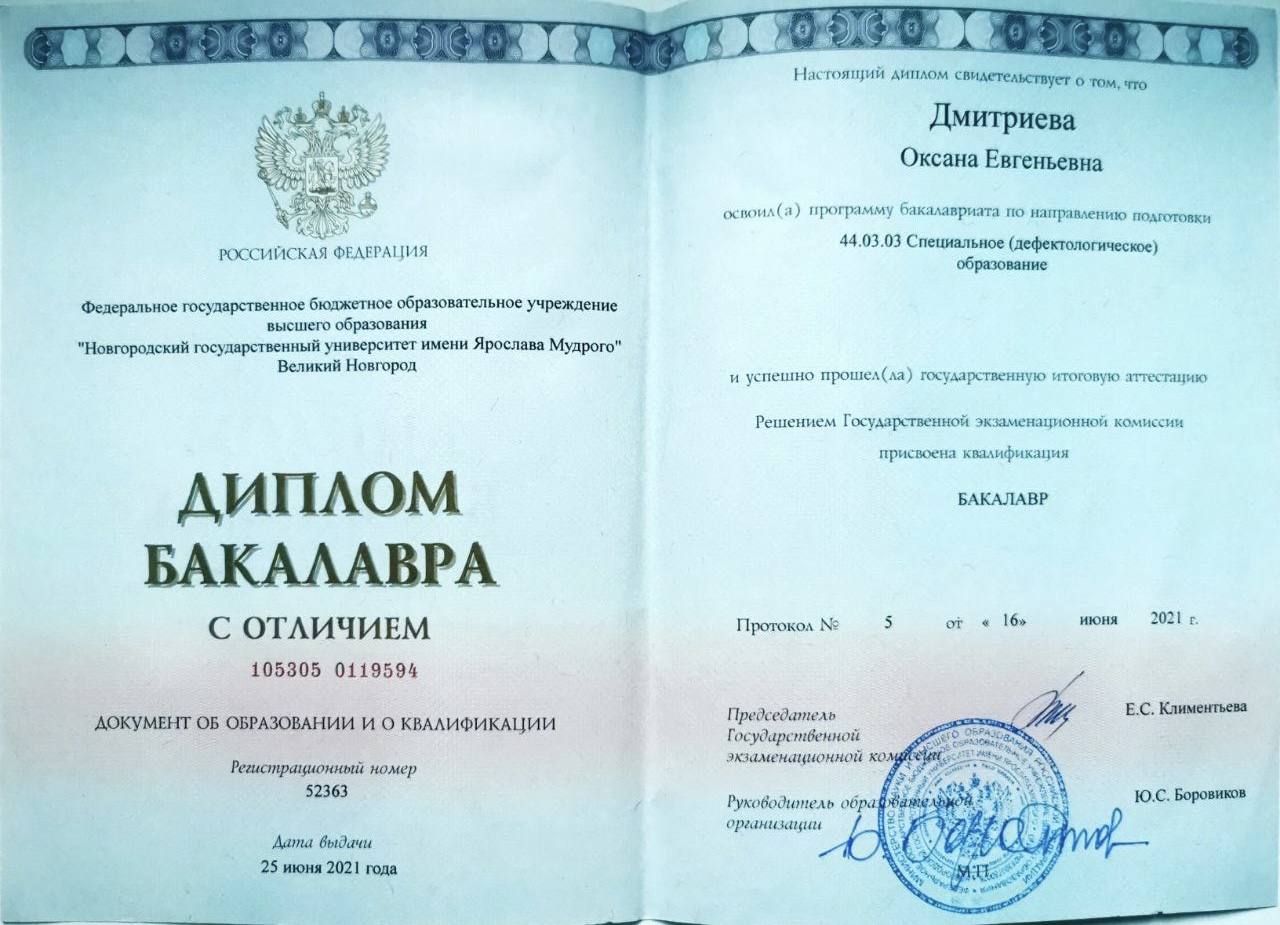 РОССИЙСКАЯ ФЕДЕРАЦИЯ
Федеральное государственное бюджетное образовательное учреждение
высшего образования
"Новгородский государственный университет имени Ярослава Мудрого"
Великий Новгород
ДИПЛОМ
БАКАЛАВРА
С ОТЛИЧИЕМ
105305 0119594
ДОКУМЕНТ ОБ ОБРАЗОВАНИИ И О КВАЛИФИКАЦИИ
Регистрационный номер
52363
Дата выдачи
25 июня 2021 года
Настоящий диплом свидетельствует о том, что
Дмитриева
Оксана Евгеньевна
освоил(а) программу бакалавриата по направлению подготовки
44.03.03 Специальное (дефектологическое)
образование
и успешно прошел(ла) государственную итоговую аттестацию
Решением Государственной экзаменационной комиссии
присвоена квалификация
БАКАЛАВР
Протокол № 5 от « 16» июня 2021 г.
Председатель
Государственной
экзаменационной комиссии
Е.С. Климентьева
Руководитель образовательной
организации
Ю.С. Боровиков
М.П.